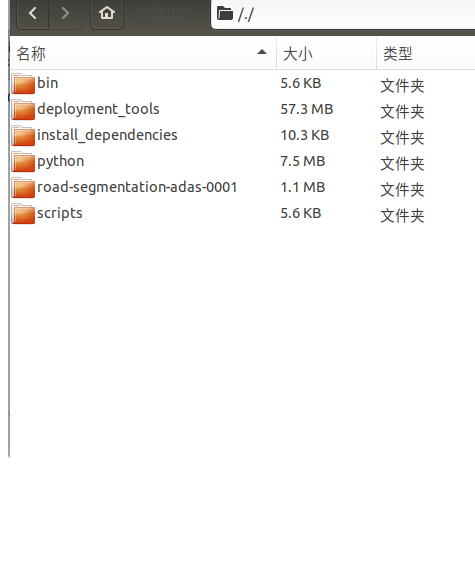 /./
名称 大小 类型
bin 5.6 KB 文件夹
deployment_tools 57.3 MB 文件夹
install_dependencies 10.3 KB 文件夹
python 7.5 MB 文件夹
road-segmentation-adas-0001 1.1 MB 文件夹
scripts 5.6 KB 文件夹